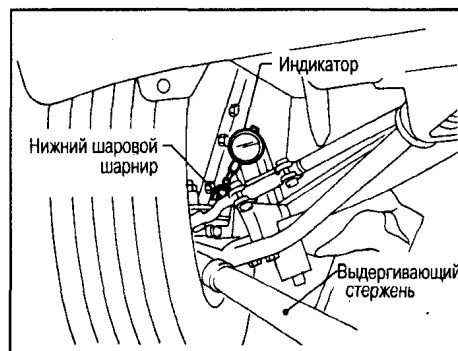 Индикатор
Нижний шаровой
шарнир
Выдергивающий
стержень